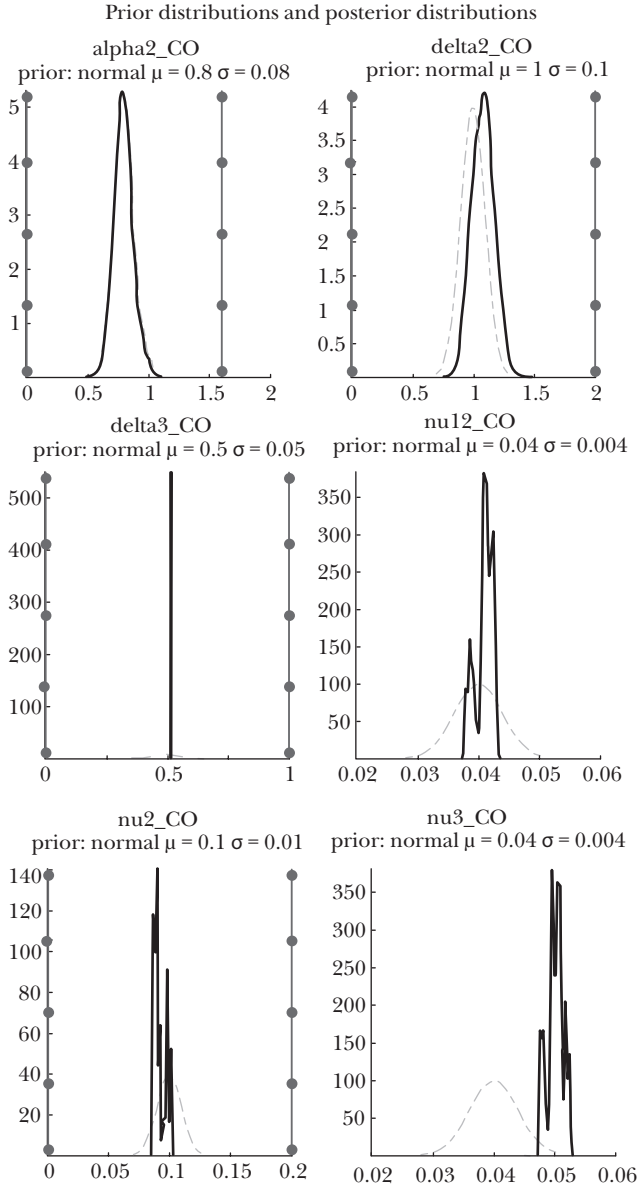 Prior distributions and posterior distributions
alpha2_CO
prior: normal μ = 0.8 σ = 0.08
5
4
3
2
1
0 0.5 1 1.5 2
delta2_CO
prior: normal μ = 1 σ = 0.1
4
3.5
3
2.5
2
1.5
1
0.5
0 0.5 1 1.5 2
delta3_CO
prior: normal μ = 0.5 σ = 0.05
500
400
300
200
100
0 0.5 1
nu12_CO
prior: normal μ = 0.04 σ = 0.004
350
300
250
200
150
100
50
0.02 0.03 0.04 0.05 0.06
nu2_CO
prior: normal μ = 0.1 σ = 0.01
140
120
100
80
60
40
20
0 0.05 0.1 0.15 0.2
nu3_CO
prior: normal μ = 0.04 σ = 0.004
350
300
250
200
150
100
50
0.02 0.03 0.04 0.05 0.06